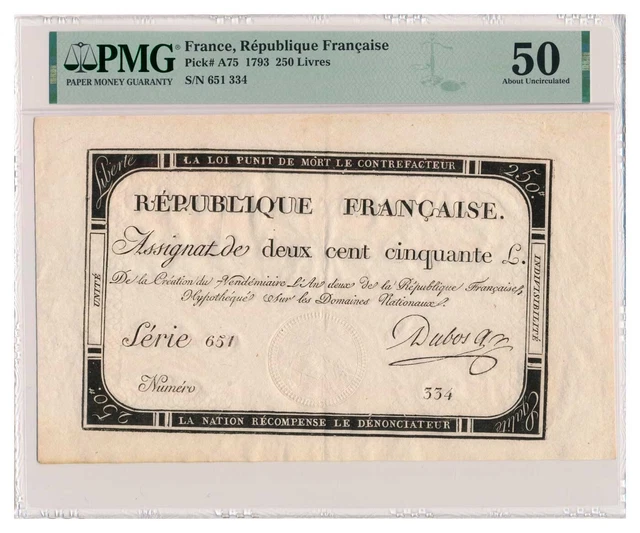 PMG
PAPER MONEY GUARANTY
France, République Française
Pick# A75 1793 250 Livres
S/N 651 334
50
About Uncirculated
Liberté
LA LOI PUNIT DE MORT LE CONTREFACTEUR
250.#
RÉPUBLIQUE FRANÇAISE.
Assignat de deux cent cinquante L.
De la Création du Vendémiaire L'An deux de la République Française,
Hypothéqué Sur les Domaines Nationaux.
UNITÉ
INDIVISIBILITÉ
Série 651
Dubosq
Numéro
334
250.#
LA NATION RÉCOMPENSE LE DÉNONCIATEUR
Egalité